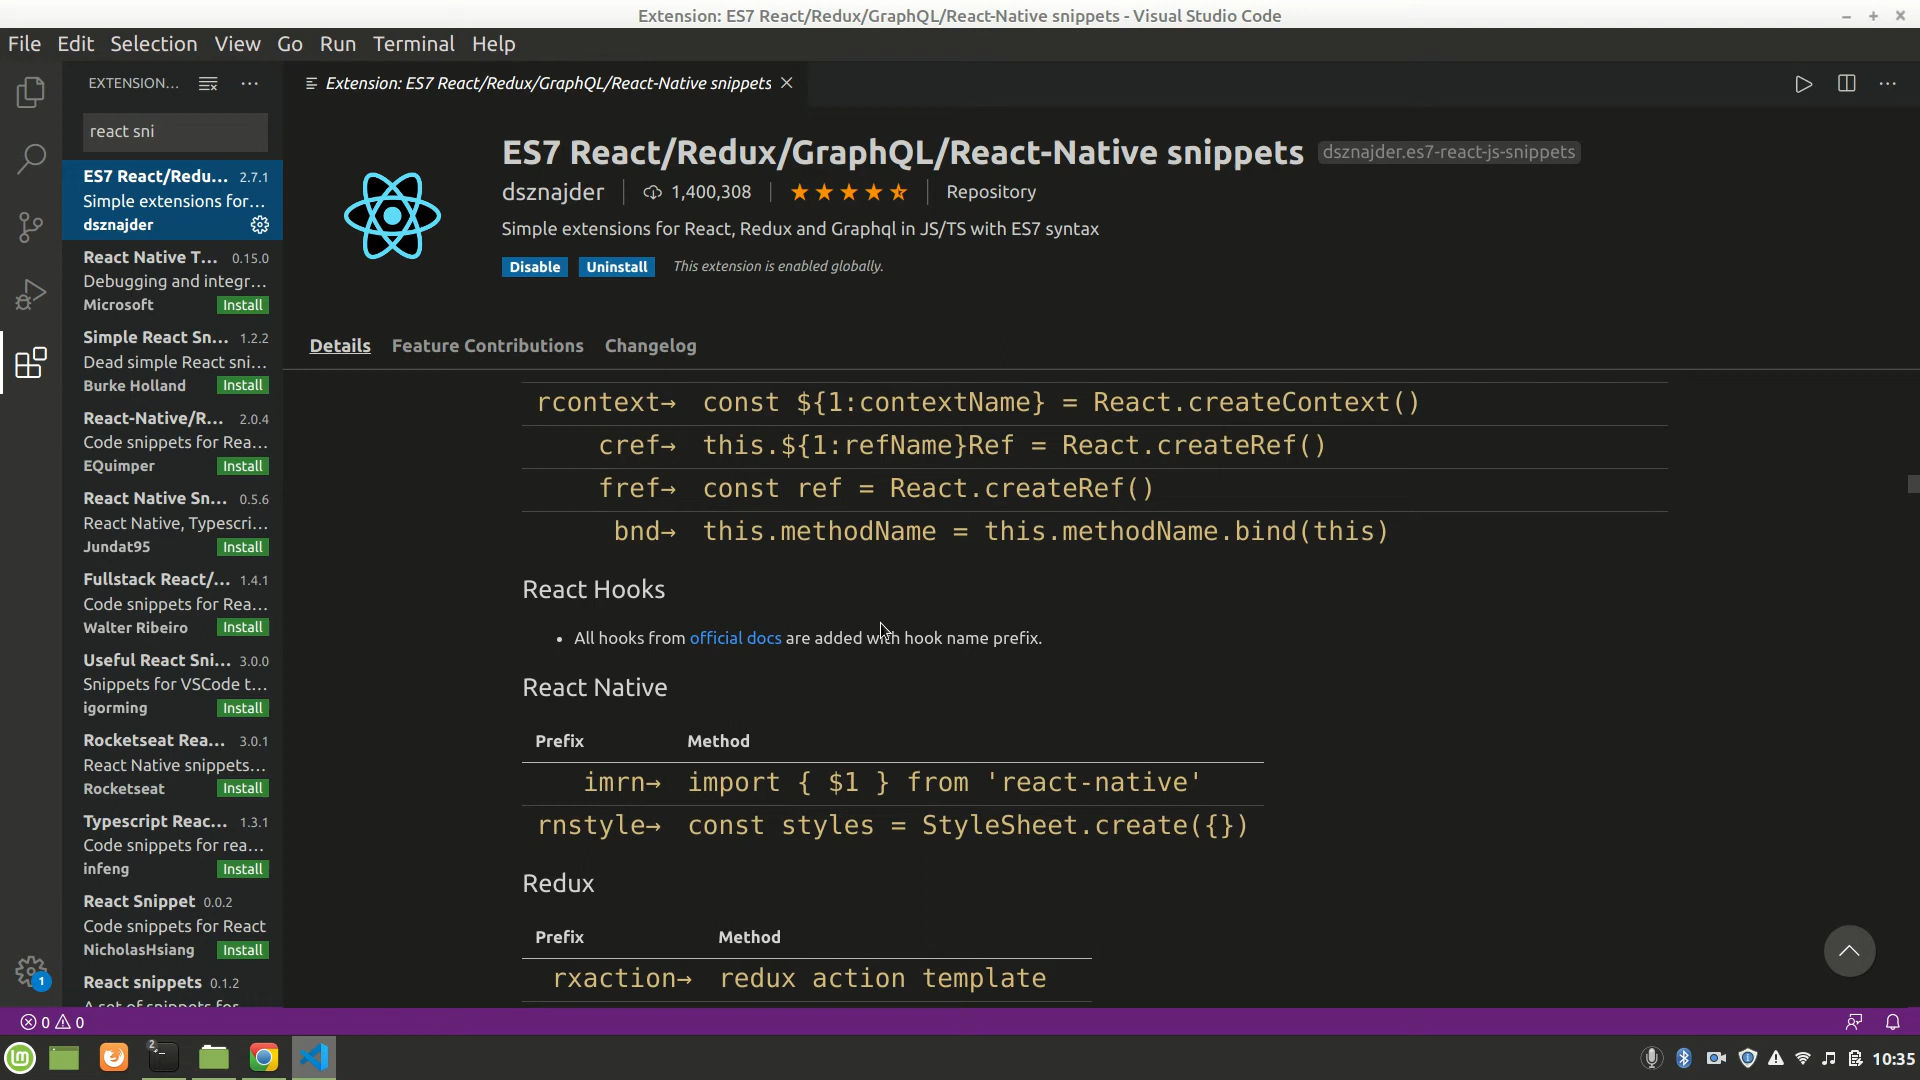 Extension: ES7 React/Redux/GraphQL/React-Native snippets - Visual Studio Code
File Edit Selection View Go Run Terminal Help
EXTENSION...
Extension: ES7 React/Redux/GraphQL/React-Native snippets
react sni
ES7 React/Redu... 2.7.1
Simple extensions for...
dsznajder
React Native T... 0.15.0
Debugging and integr...
Microsoft Install
Simple React Sn... 1.2.2
Dead simple React sni...
Burke Holland Install
React-Native/R... 2.0.4
Code snippets for Rea...
EQuimper Install
React Native Sn... 0.5.6
React Native, Typescri...
Jundat95 Install
Fullstack React/... 1.4.1
Code snippets for Rea...
Walter Ribeiro Install
Useful React Sni... 3.0.0
Snippets for VSCode t...
igorming Install
Rocketseat Rea... 3.0.1
React Native snippets...
Rocketseat Install
Typescript Reac... 1.3.1
Code snippets for rea...
infeng Install
React Snippet 0.0.2
Code snippets for React
NicholasHsiang Install
React snippets 0.1.2
A set of snippets for
ES7 React/Redux/GraphQL/React-Native snippets dsznajder.es7-react-js-snippets
dsznajder 1,400,308 Repository
Simple extensions for React, Redux and Graphql in JS/TS with ES7 syntax
Disable Uninstall This extension is enabled globally.
Details Feature Contributions Changelog
rcontext→ const ${1:contextName} = React.createContext()
cref→ this.${1:refName}Ref = React.createRef()
fref→ const ref = React.createRef()
bnd→ this.methodName = this.methodName.bind(this)
React Hooks
• All hooks from official docs are added with hook name prefix.
React Native
Prefix Method
imrn→ import { $1 } from 'react-native'
rnstyle→ const styles = StyleSheet.create({})
Redux
Prefix Method
rxaction→ redux action template
1
0 0
2
10:35